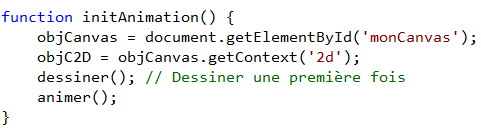 function initAnimation() {
    objCanvas = document.getElementById('monCanvas');
    objC2D = objCanvas.getContext('2d');
    dessiner(); // Dessiner une première fois
    animer();
}